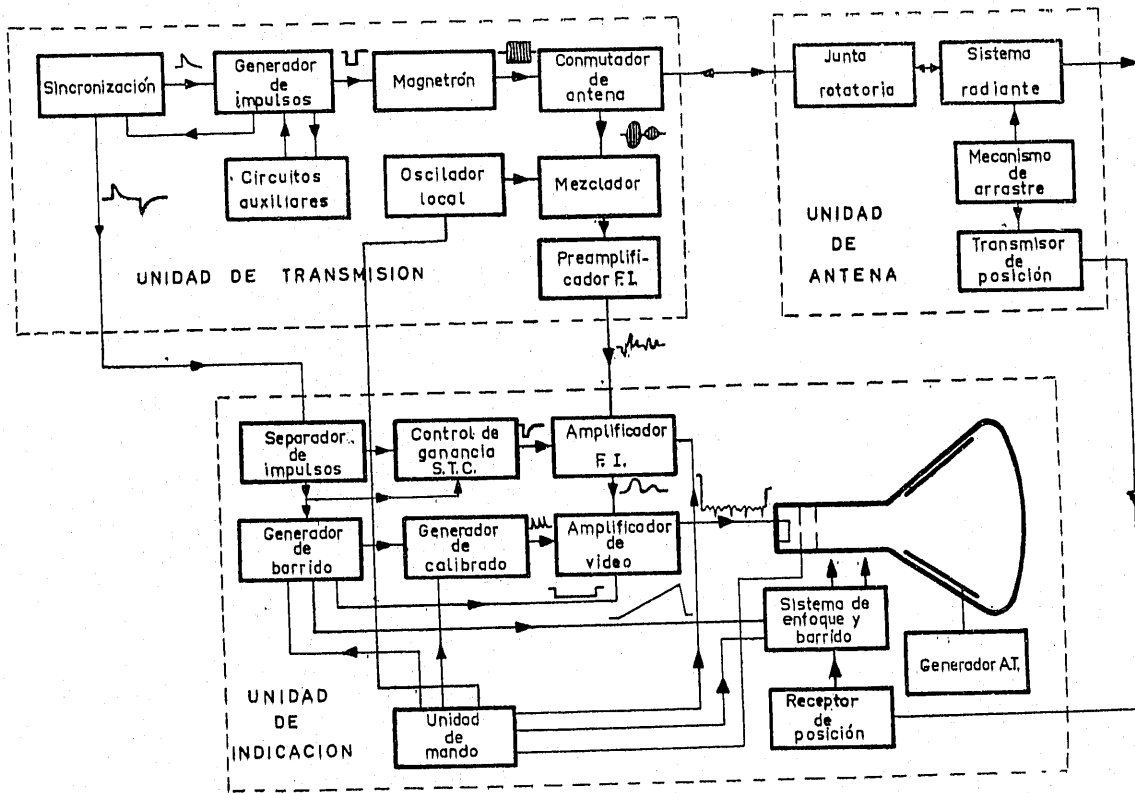 Sincronización
Generador
de
impulsos
Magnetrón
Conmutador
de
antena
Junta
rotatoria
Sistema
radiante
Circuitos
auxiliares
Oscilador
local
Mezclador
Mecanismo
de
arrastre
Preamplifi-
cador F.I.
Transmisor
de
posición
UNIDAD DE TRANSMISION
UNIDAD
DE
ANTENA
Separador
de
impulsos
Control de
ganancia
S.T.C.
Amplificador
F. I.
Generador
de
barrido
Generador
de
calibrado
Amplificador
de
video
Sistema de
enfoque y
barrido
Generador A.T.
Unidad
de
mando
Receptor
de
posición
UNIDAD
DE
INDICACION